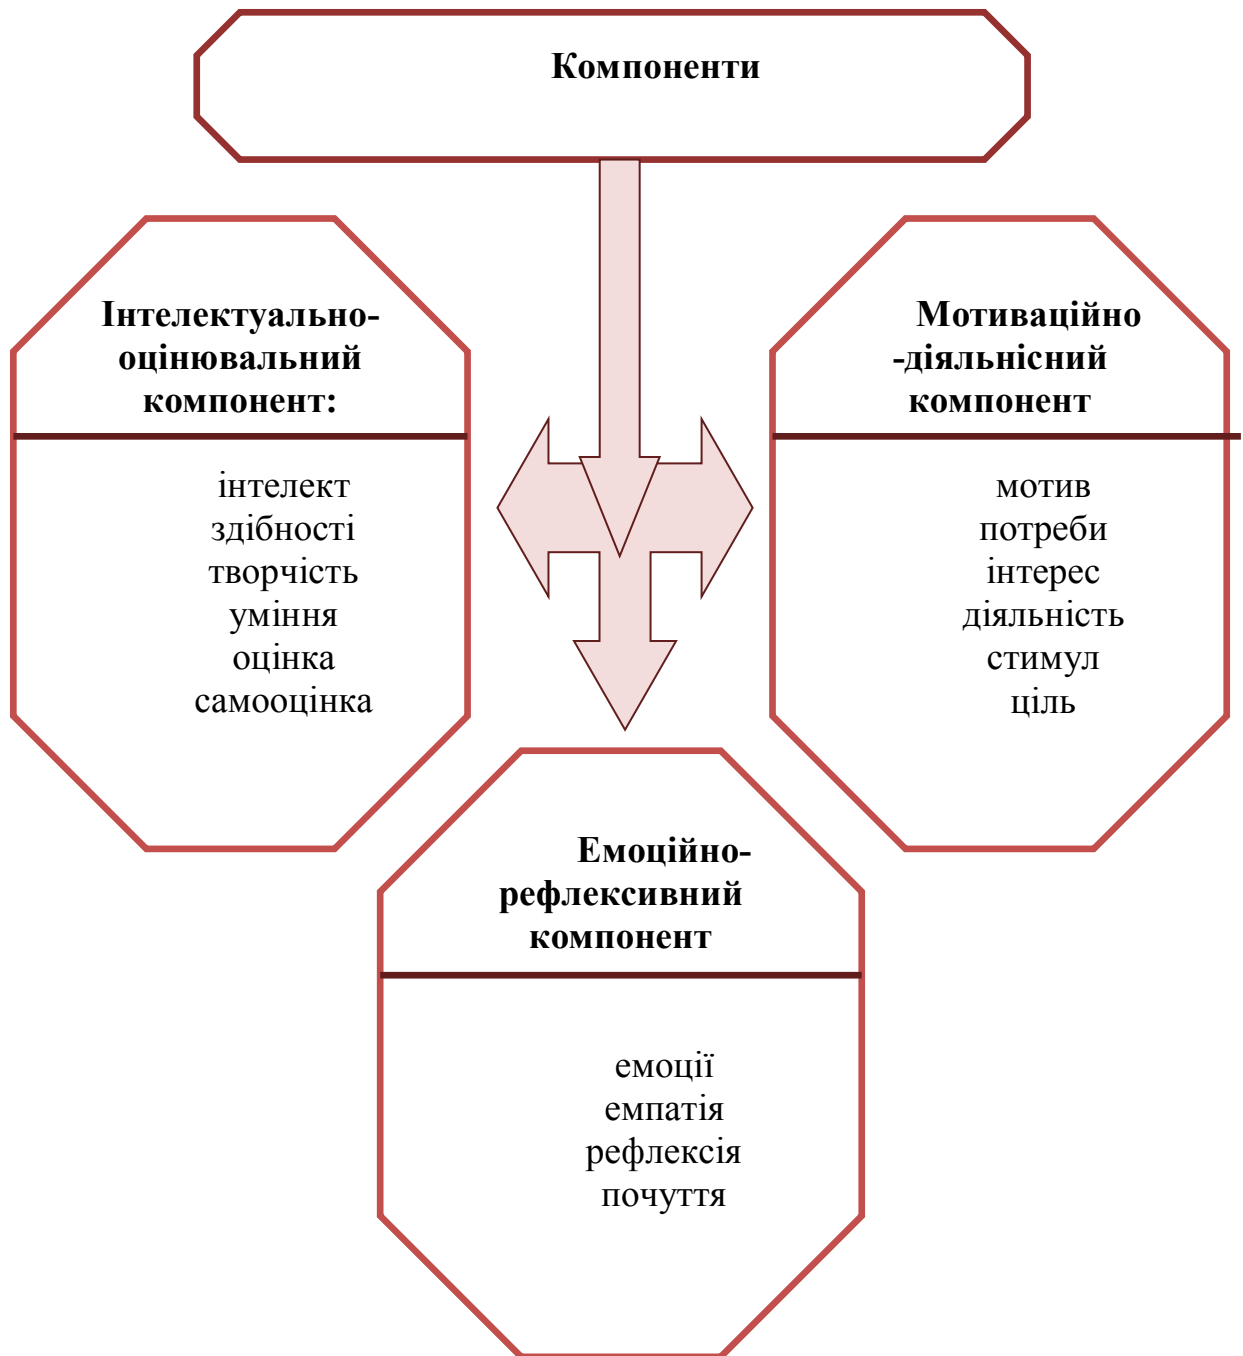 Компоненти
Інтелектуально-
оцінювальний
компонент:
інтелект
здібності
творчість
уміння
оцінка
самооцінка
Мотиваційно
-діяльнісний
компонент
мотив
потреби
інтерес
діяльність
стимул
ціль
Емоційно-
рефлексивний
компонент
емоції
емпатія
рефлексія
почуття